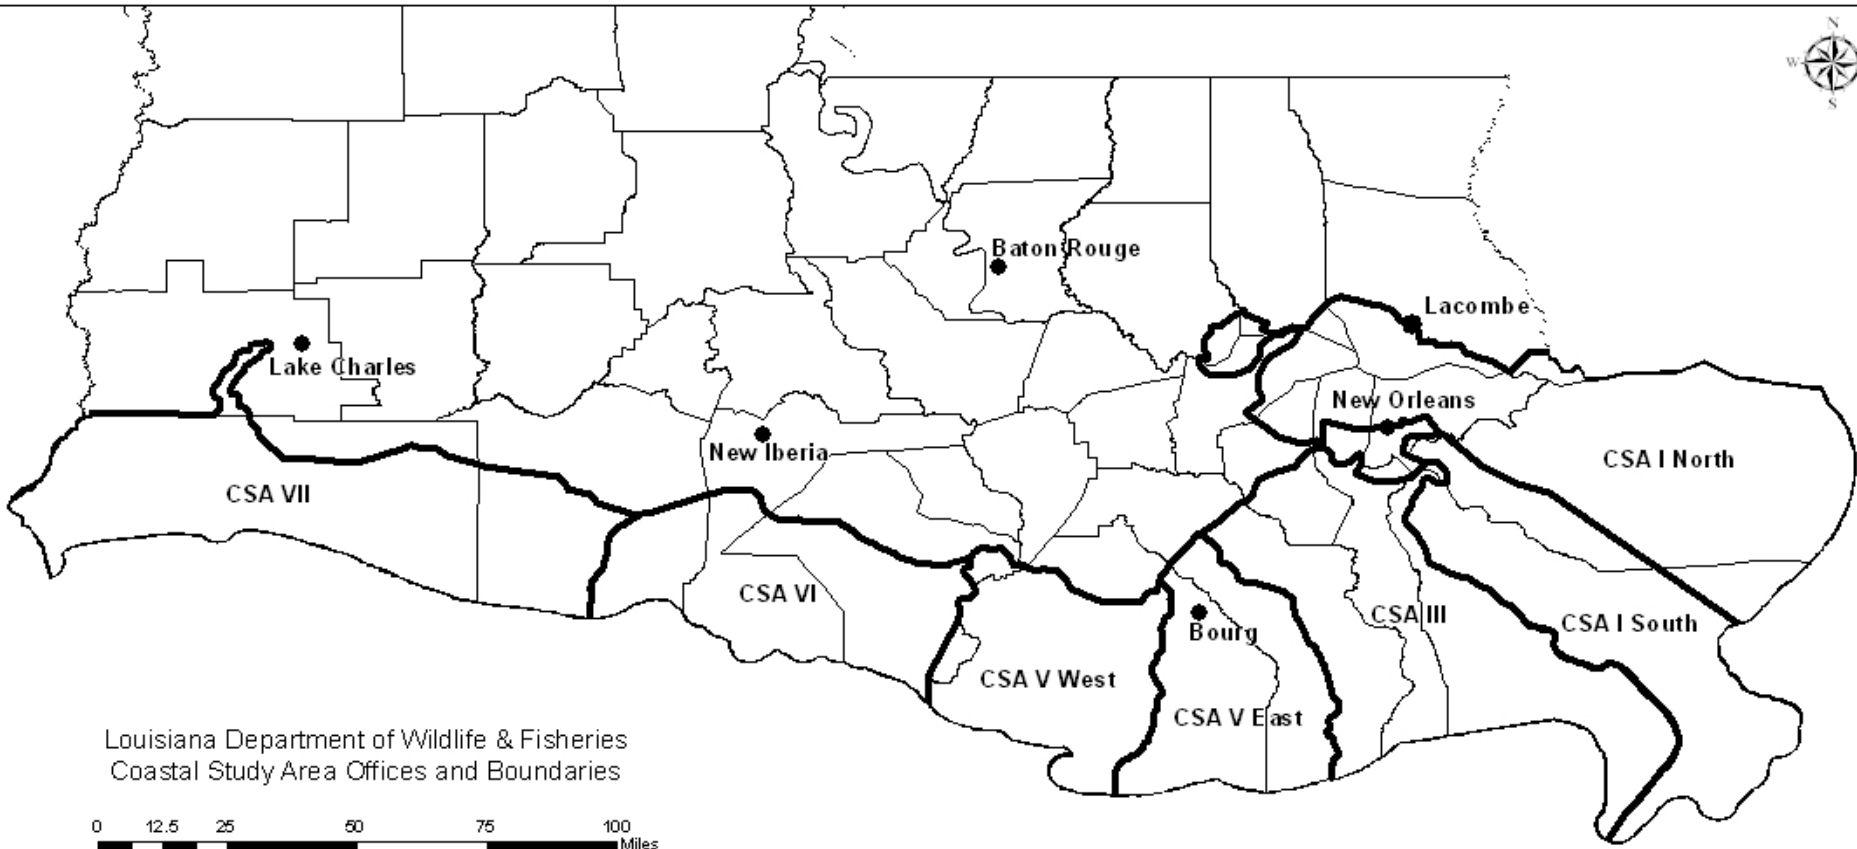 N
W
S
Baton Rouge
Lacombe
Lake Charles
New Orleans
New Iberia
CSA I North
CSA VII
CSA VI
CSA III
CSA I South
Bourg
CSA V West
CSA V East
Louisiana Department of Wildlife & Fisheries
Coastal Study Area Offices and Boundaries
0 12.5 25 50 75 100
Miles